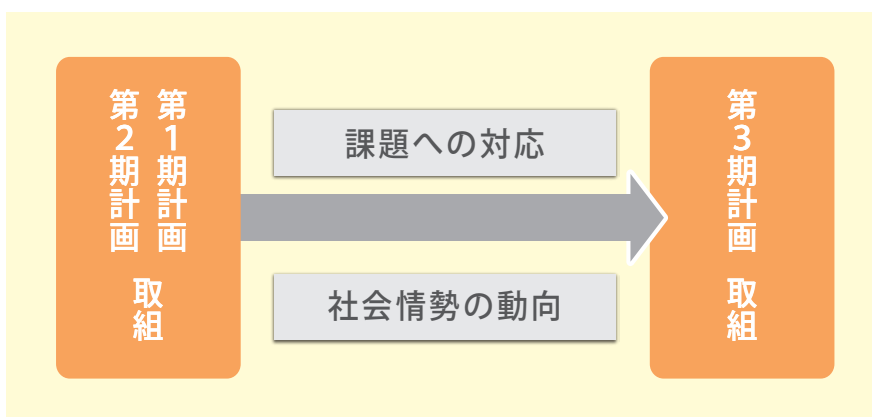 第1期計画
第2期計画
取組
課題への対応
社会情勢の動向
第3期計画 取組